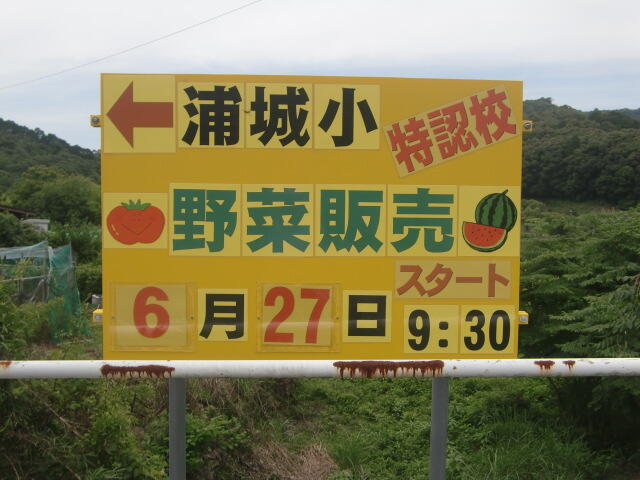 浦城小 特認校
野菜販売
スタート
6月27日 9:30